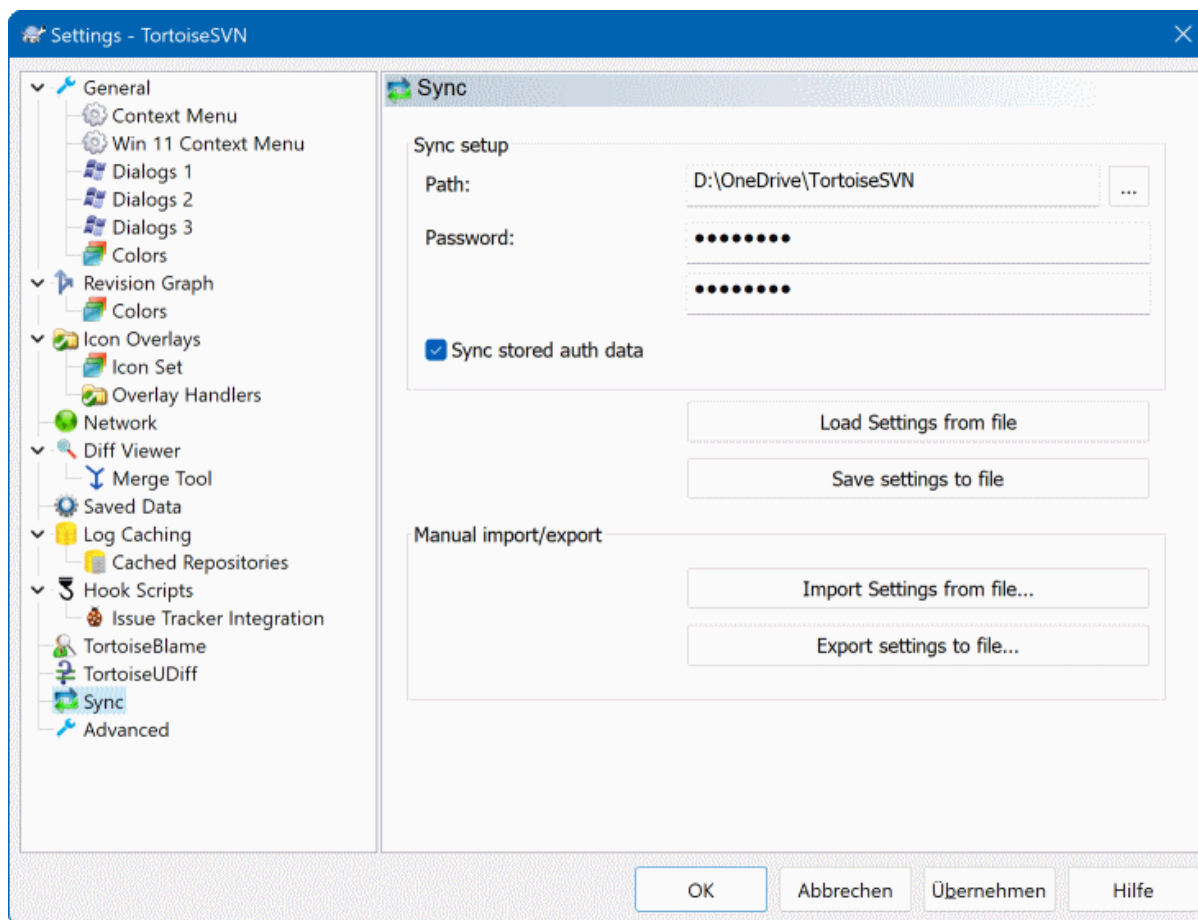 Settings - TortoiseSVN
General
Context Menu
Win 11 Context Menu
Dialogs 1
Dialogs 2
Dialogs 3
Colors
Revision Graph
Colors
Icon Overlays
Icon Set
Overlay Handlers
Network
Diff Viewer
Merge Tool
Saved Data
Log Caching
Cached Repositories
Hook Scripts
Issue Tracker Integration
TortoiseBlame
TortoiseUDiff
Sync
Advanced
Sync
Sync setup
Path: D:\OneDrive\TortoiseSVN ...
Password: ●●●●●●●●
●●●●●●●●
Sync stored auth data
Load Settings from file
Save settings to file
Manual import/export
Import Settings from file...
Export settings to file...
OK Abbrechen Übernehmen Hilfe